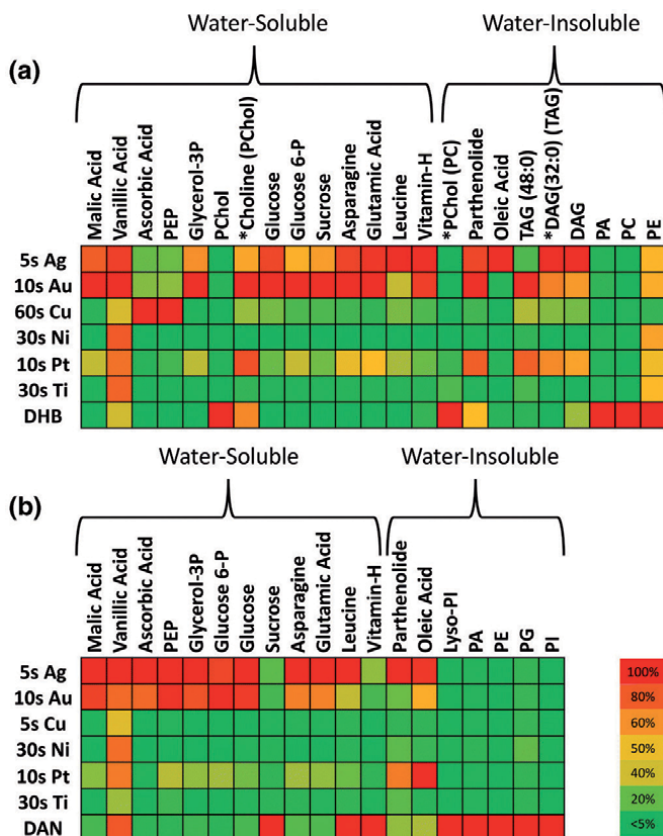 Water-Soluble
Water-Insoluble
(a)
Malic Acid
Vanillic Acid
Ascorbic Acid
PEP
Glycerol-3P
PChol
*Choline (PChol)
Glucose
Glucose 6-P
Sucrose
Asparagine
Glutamic Acid
Leucine
Vitamin-H
*PChol (PC)
Parthenolide
Oleic Acid
TAG (48:0)
*DAG(32:0) (TAG)
DAG
PA
PC
PE
5s Ag
10s Au
60s Cu
30s Ni
10s Pt
30s Ti
DHB
Water-Soluble
Water-Insoluble
(b)
Malic Acid
Vanillic Acid
Ascorbic Acid
PEP
Glycerol-3P
Glucose 6-P
Glucose
Sucrose
Asparagine
Glutamic Acid
Leucine
Vitamin-H
Parthenolide
Oleic Acid
Lyso-PI
PA
PE
PG
PI
5s Ag
10s Au
5s Cu
30s Ni
10s Pt
30s Ti
DAN
100%
80%
60%
50%
40%
20%
<5%